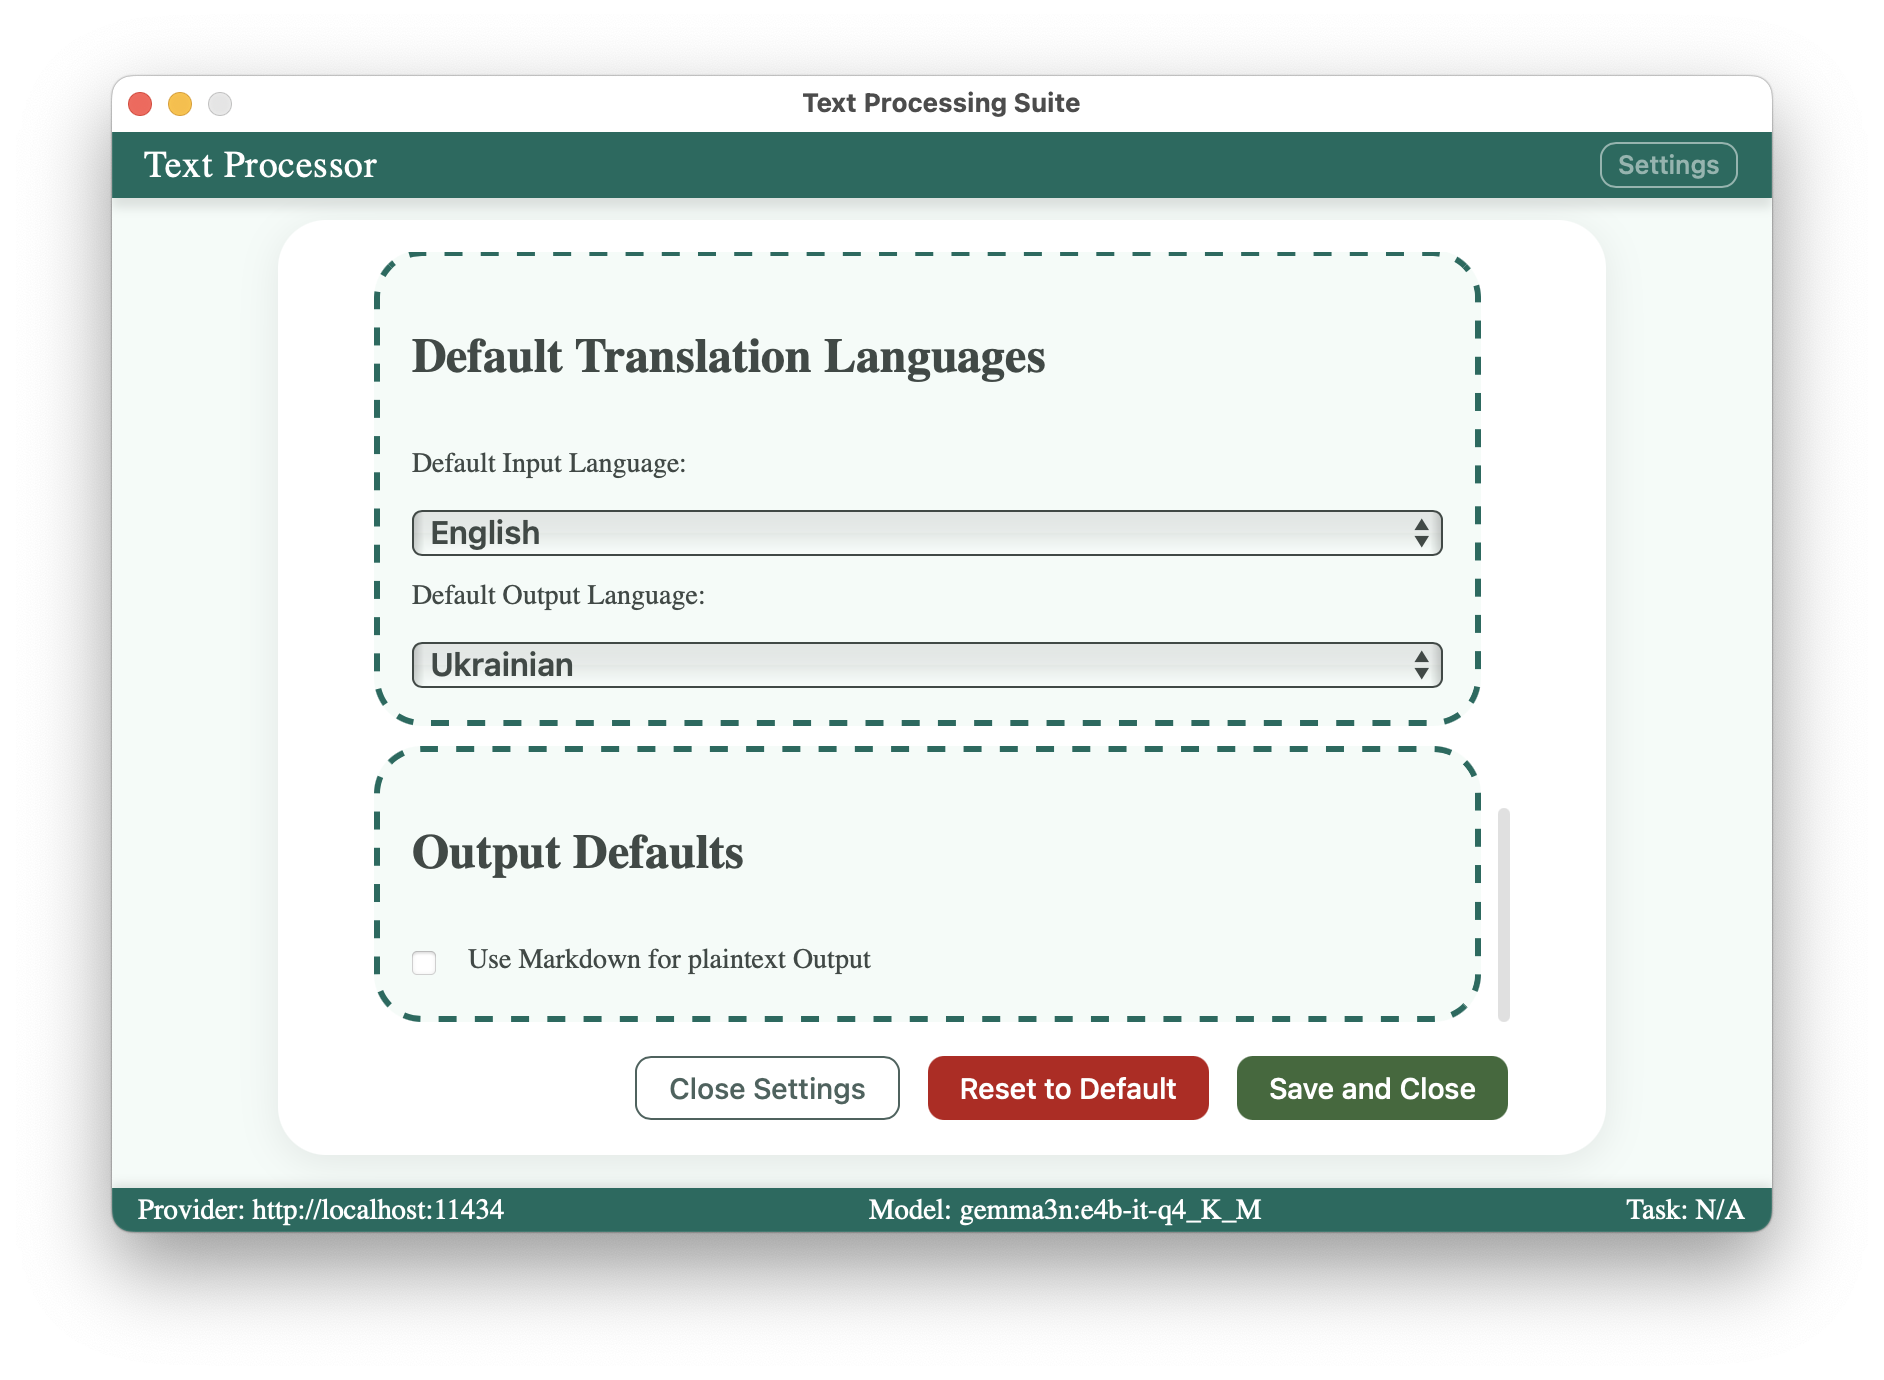 Text Processing Suite
Text Processor
Settings
Default Translation Languages
Default Input Language:
English
Default Output Language:
Ukrainian
Output Defaults
Use Markdown for plaintext Output
Close Settings
Reset to Default
Save and Close
Provider: http://localhost:11434
Model: gemma3n:e4b-it-q4_K_M
Task: N/A